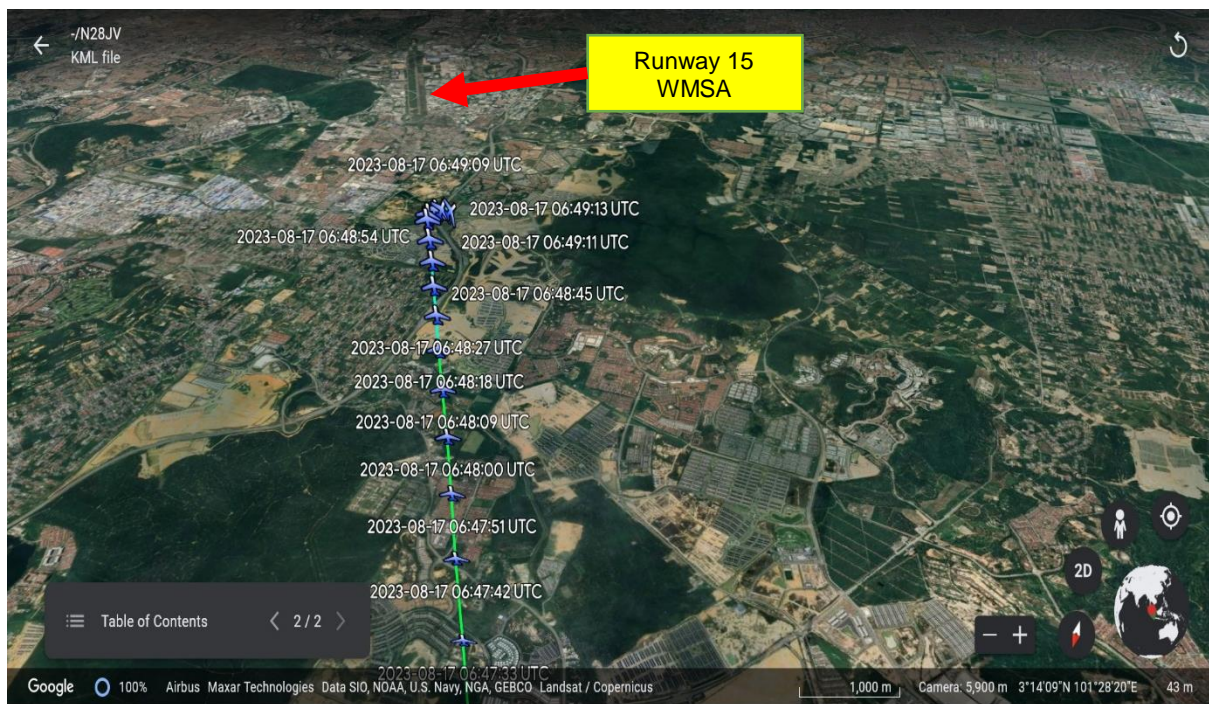 -/N28JV
KML file
Runway 15
WMSA
2023-08-17 06:49:09 UTC
2023-08-17 06:49:13 UTC
2023-08-17 06:48:54 UTC
2023-08-17 06:49:11 UTC
2023-08-17 06:48:45 UTC
2023-08-17 06:48:27 UTC
2023-08-17 06:48:18 UTC
2023-08-17 06:48:09 UTC
2023-08-17 06:48:00 UTC
2023-08-17 06:47:51 UTC
2023-08-17 06:47:42 UTC
2023-08-17 06:47:33 UTC
2D
Table of Contents
2 / 2
Google
100%
Airbus Maxar Technologies Data SIO, NOAA, U.S. Navy, NGA, GEBCO Landsat / Copernicus
1,000 m
Camera: 5,900 m
3°14'09"N 101°28'20"E
43 m